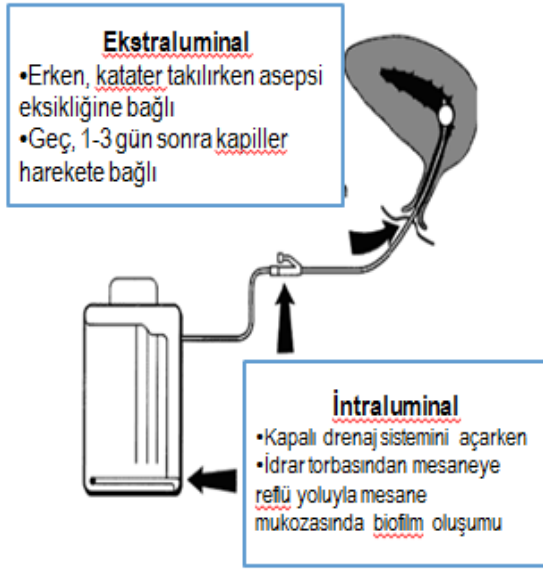 Ekstraluminal
•Erken, katater takılırken asepsi
eksikliğine bağlı
•Geç, 1-3 gün sonra kapiller
harekete bağlı
İntraluminal
•Kapalı drenaj sistemini açarken
•İdrar torbasından mesaneye
reflü yoluyla mesane
mukozasında biofilm oluşumu